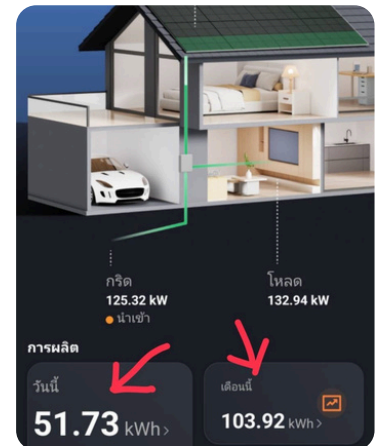 กริด
125.32 kW
นำเข้า
โหลด
132.94 kW
การผลิต
วันนี้
51.73 kWh >
เดือนนี้
103.92 kWh >